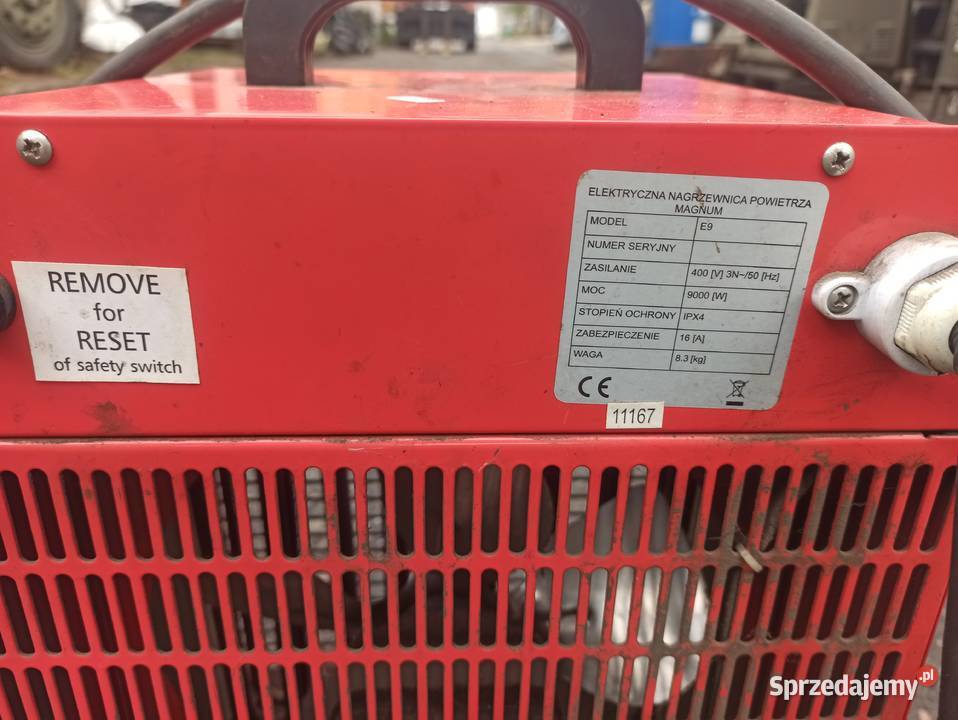 ELEKTRYCZNA NAGRZEWNICA POWIETRZA
MAGNUM
MODEL E9
NUMER SERYJNY
ZASILANIE 400 [V] 3N~/50 [Hz]
MOC 9000 [W]
STOPIEŃ OCHRONY IPX4
ZABEZPIECZENIE 16 [A]
WAGA 8.3 [kg]
CE
11167
REMOVE
for
RESET
of safety switch
Sprzedajemy.pl